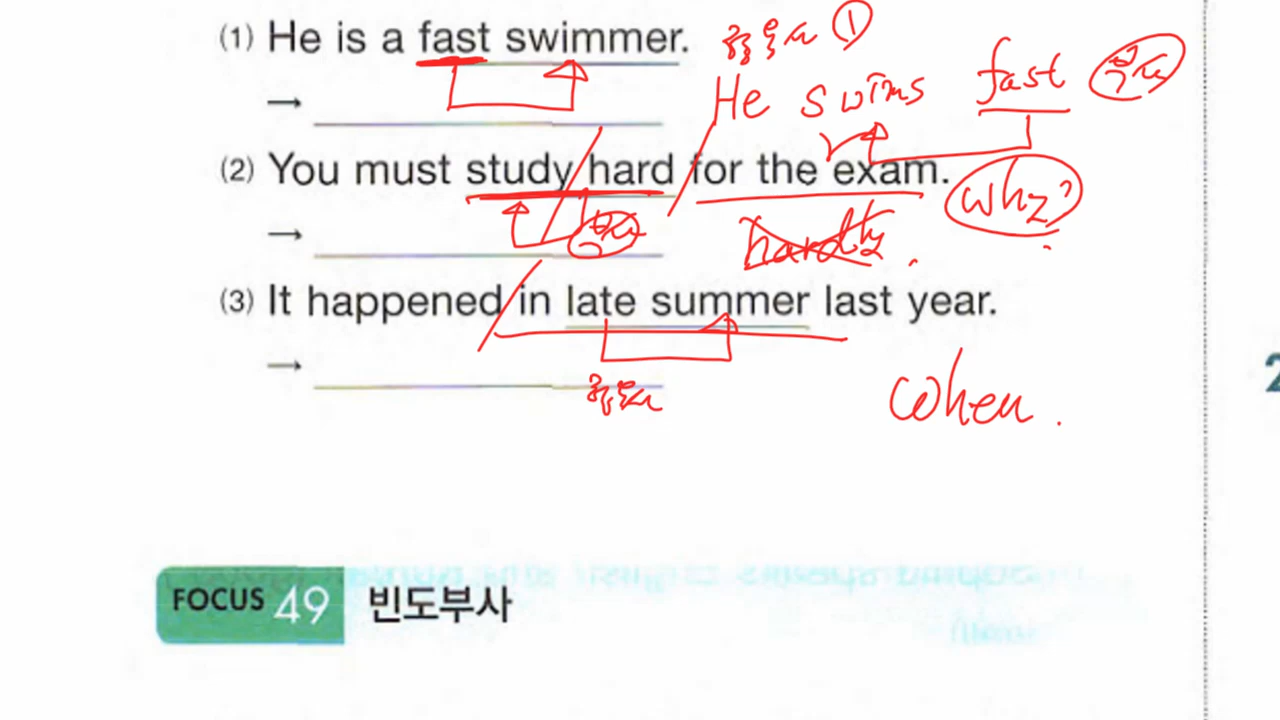 (1) He is a fast swimmer. 형용사 ①
→ He swims fast 부사
(2) You must study hard for the exam. why?
→ 부사 hardly.
(3) It happened in late summer last year.
→ 형용사 when.
2
FOCUS 49 빈도부사